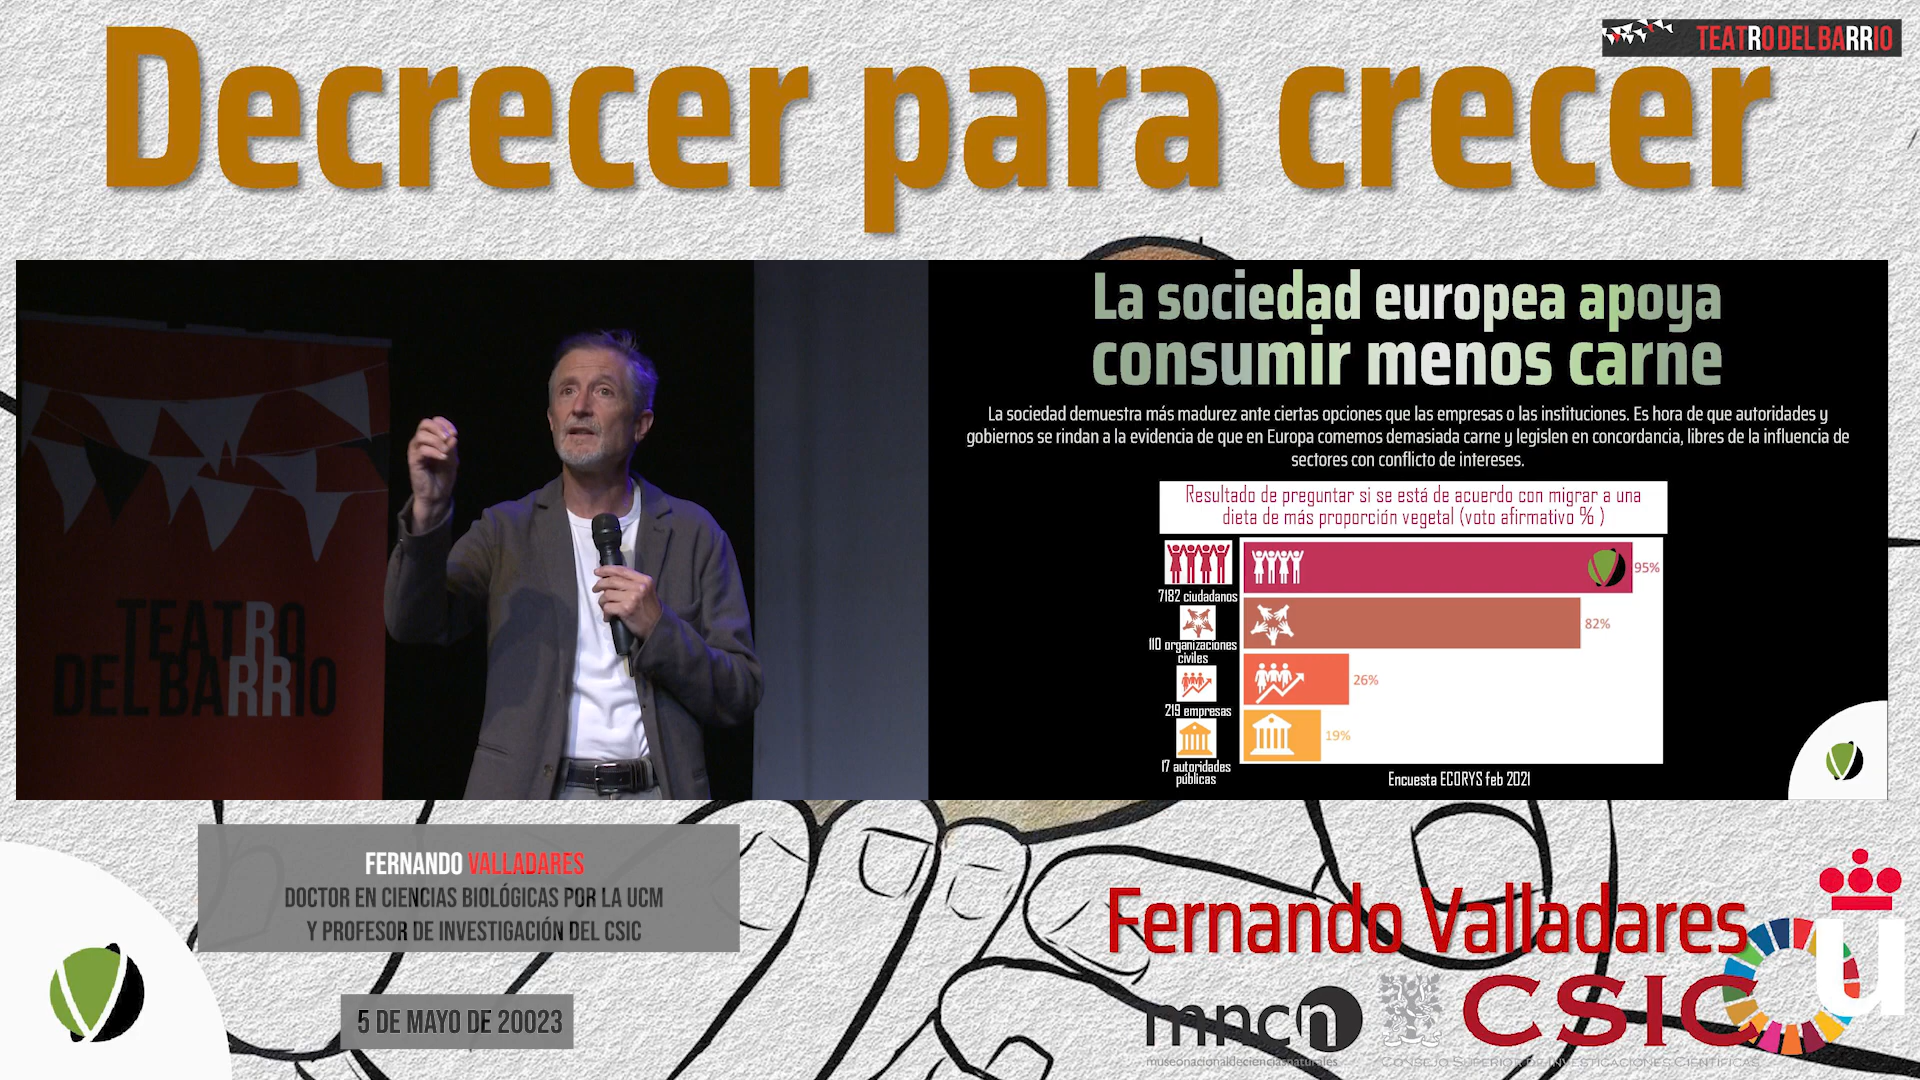 Decrecer para crecer
TEATRO DEL BARRIO
TEATRO
DEL BARRIO
La sociedad europea apoya
consumir menos carne
La sociedad demuestra más madurez ante ciertas opciones que las empresas o las instituciones. Es hora de que autoridades y
gobiernos se rindan a la evidencia de que en Europa comemos demasiada carne y legislen en concordancia, libres de la influencia de
sectores con conflicto de intereses.
Resultado de preguntar si se está de acuerdo con migrar a una
dieta de más proporción vegetal (voto afirmativo % )
7182 ciudadanos
95%
110 organizaciones
civiles
82%
219 empresas
26%
17 autoridades
públicas
19%
Encuesta ECORYS feb 2021
FERNANDO VALLADARES
DOCTOR EN CIENCIAS BIOLÓGICAS POR LA UCM
Y PROFESOR DE INVESTIGACIÓN DEL CSIC
5 DE MAYO DE 20023
Fernando Valladares
mncn
museonacionaldecienciasnaturales
CSIC
CONSEJO SUPERIOR DE INVESTIGACIONES CIENTÍFICAS
u